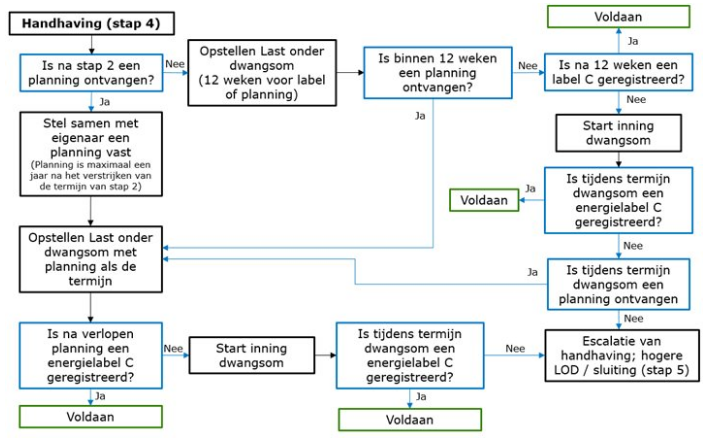 Handhaving (stap 4)
Is na stap 2 een
planning ontvangen?
Nee
Opstellen Last onder
dwangsom
(12 weken voor label
of planning)
Is binnen 12 weken
een planning
ontvangen?
Nee
Is na 12 weken een
label C geregistreerd?
Ja
Voldaan
Nee
Start inning
dwangsom
Is tijdens termijn
dwangsom een
energielabel C
geregistreerd?
Ja
Voldaan
Nee
Is tijdens termijn
dwangsom een
planning ontvangen
Ja
Nee
Escalatie van
handhaving; hogere
LOD / sluiting (stap 5)
Ja
Ja
Stel samen met
eigenaar een
planning vast
(Planning is maximaal een
jaar na het verstrijken van
de termijn van stap 2)
Opstellen Last onder
dwangsom met
planning als de
termijn
Is na verlopen
planning een
energielabel C
geregistreerd?
Nee
Start inning
dwangsom
Is tijdens termijn
dwangsom een
energielabel C
geregistreerd?
Nee
Ja
Voldaan
Ja
Voldaan